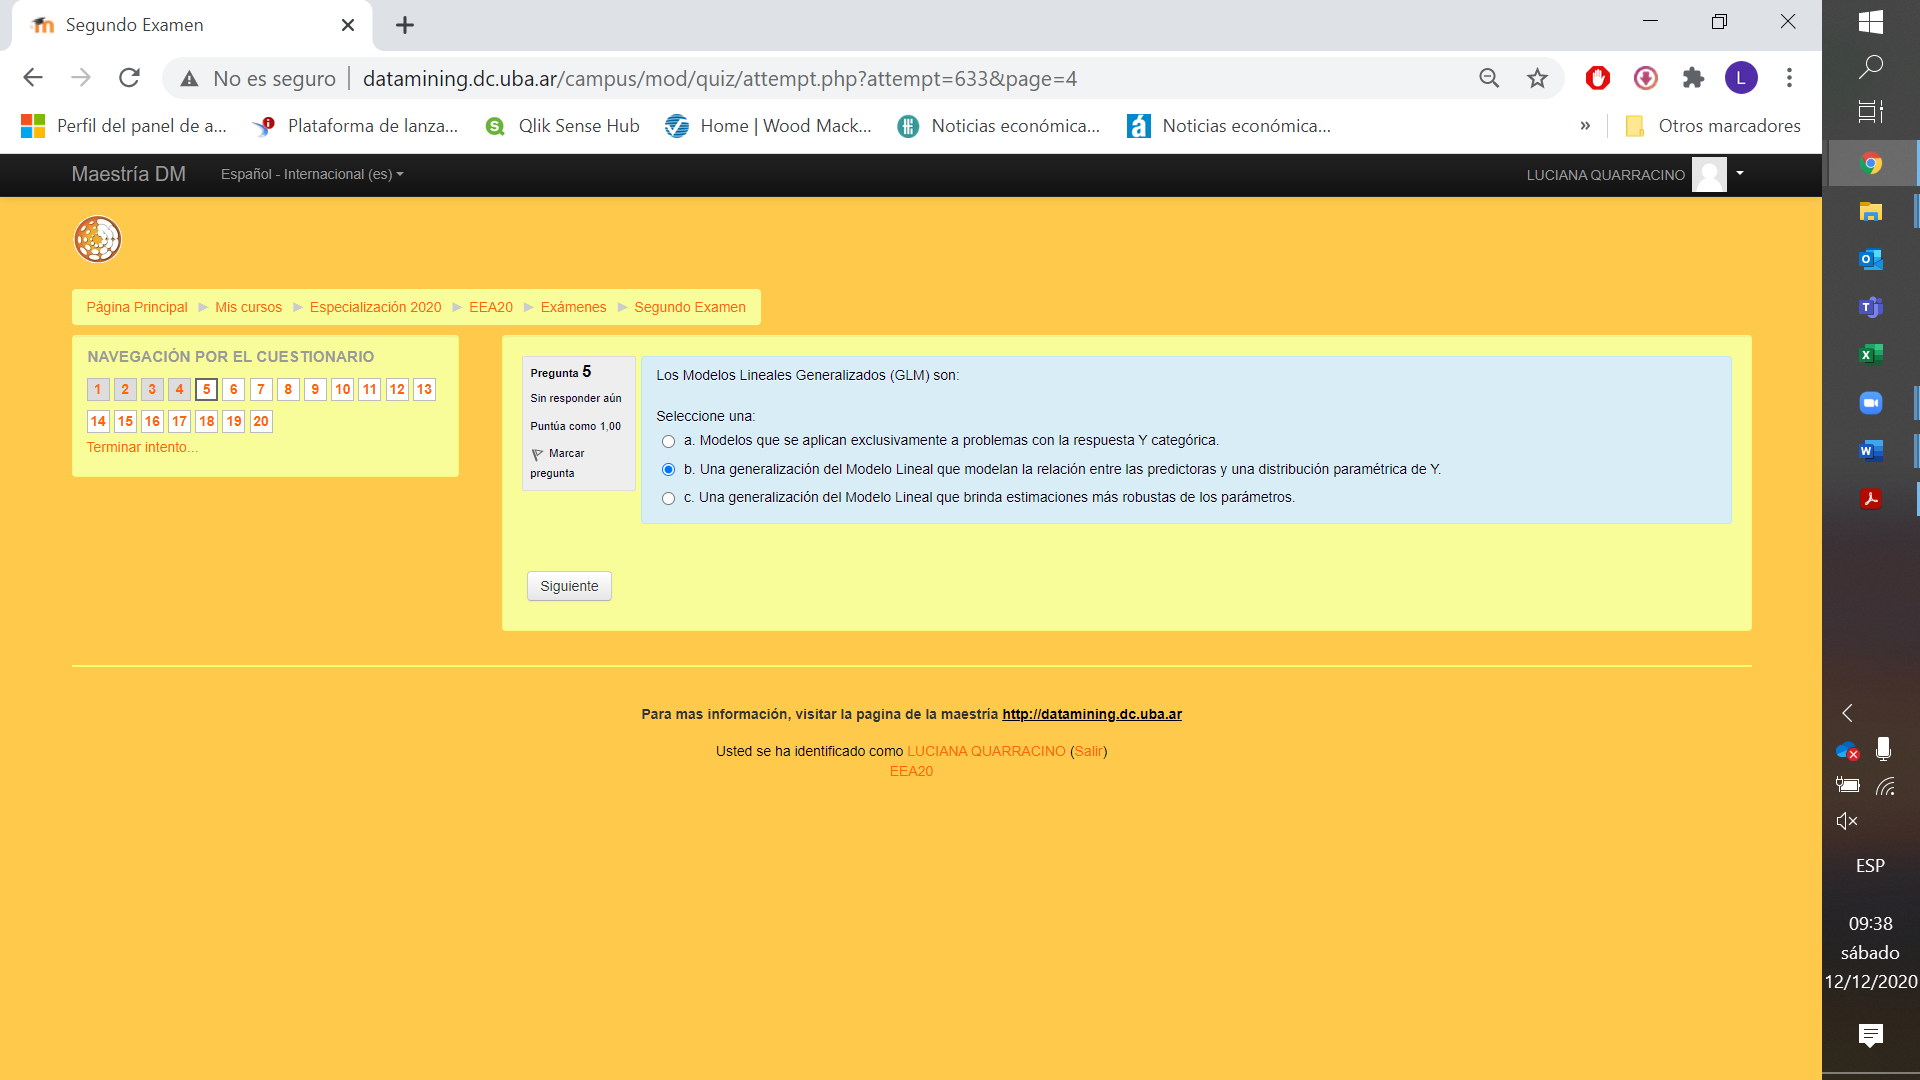 Segundo Examen
No es seguro
datamining.dc.uba.ar/campus/mod/quiz/attempt.php?attempt=633&page=4
L
Perfil del panel de a...
Plataforma de lanza...
Qlik Sense Hub
Home | Wood Mack...
Noticias económica...
Noticias económica...
»
Otros marcadores
Maestría DM
Español - Internacional (es)
LUCIANA QUARRACINO
Página Principal ► Mis cursos ► Especialización 2020 ► EEA20 ► Exámenes ► Segundo Examen
NAVEGACIÓN POR EL CUESTIONARIO
1 2 3 4 5 6 7 8 9 10 11 12 13
14 15 16 17 18 19 20
Terminar intento...
Pregunta 5
Sin responder aún
Puntúa como 1,00
Marcar
pregunta
Los Modelos Lineales Generalizados (GLM) son:
Seleccione una:
a. Modelos que se aplican exclusivamente a problemas con la respuesta Y categórica.
b. Una generalización del Modelo Lineal que modelan la relación entre las predictoras y una distribución paramétrica de Y.
c. Una generalización del Modelo Lineal que brinda estimaciones más robustas de los parámetros.
Siguiente
Para mas información, visitar la pagina de la maestría http://datamining.dc.uba.ar
Usted se ha identificado como LUCIANA QUARRACINO (Salir)
EEA20
ESP
09:38
sábado
12/12/2020